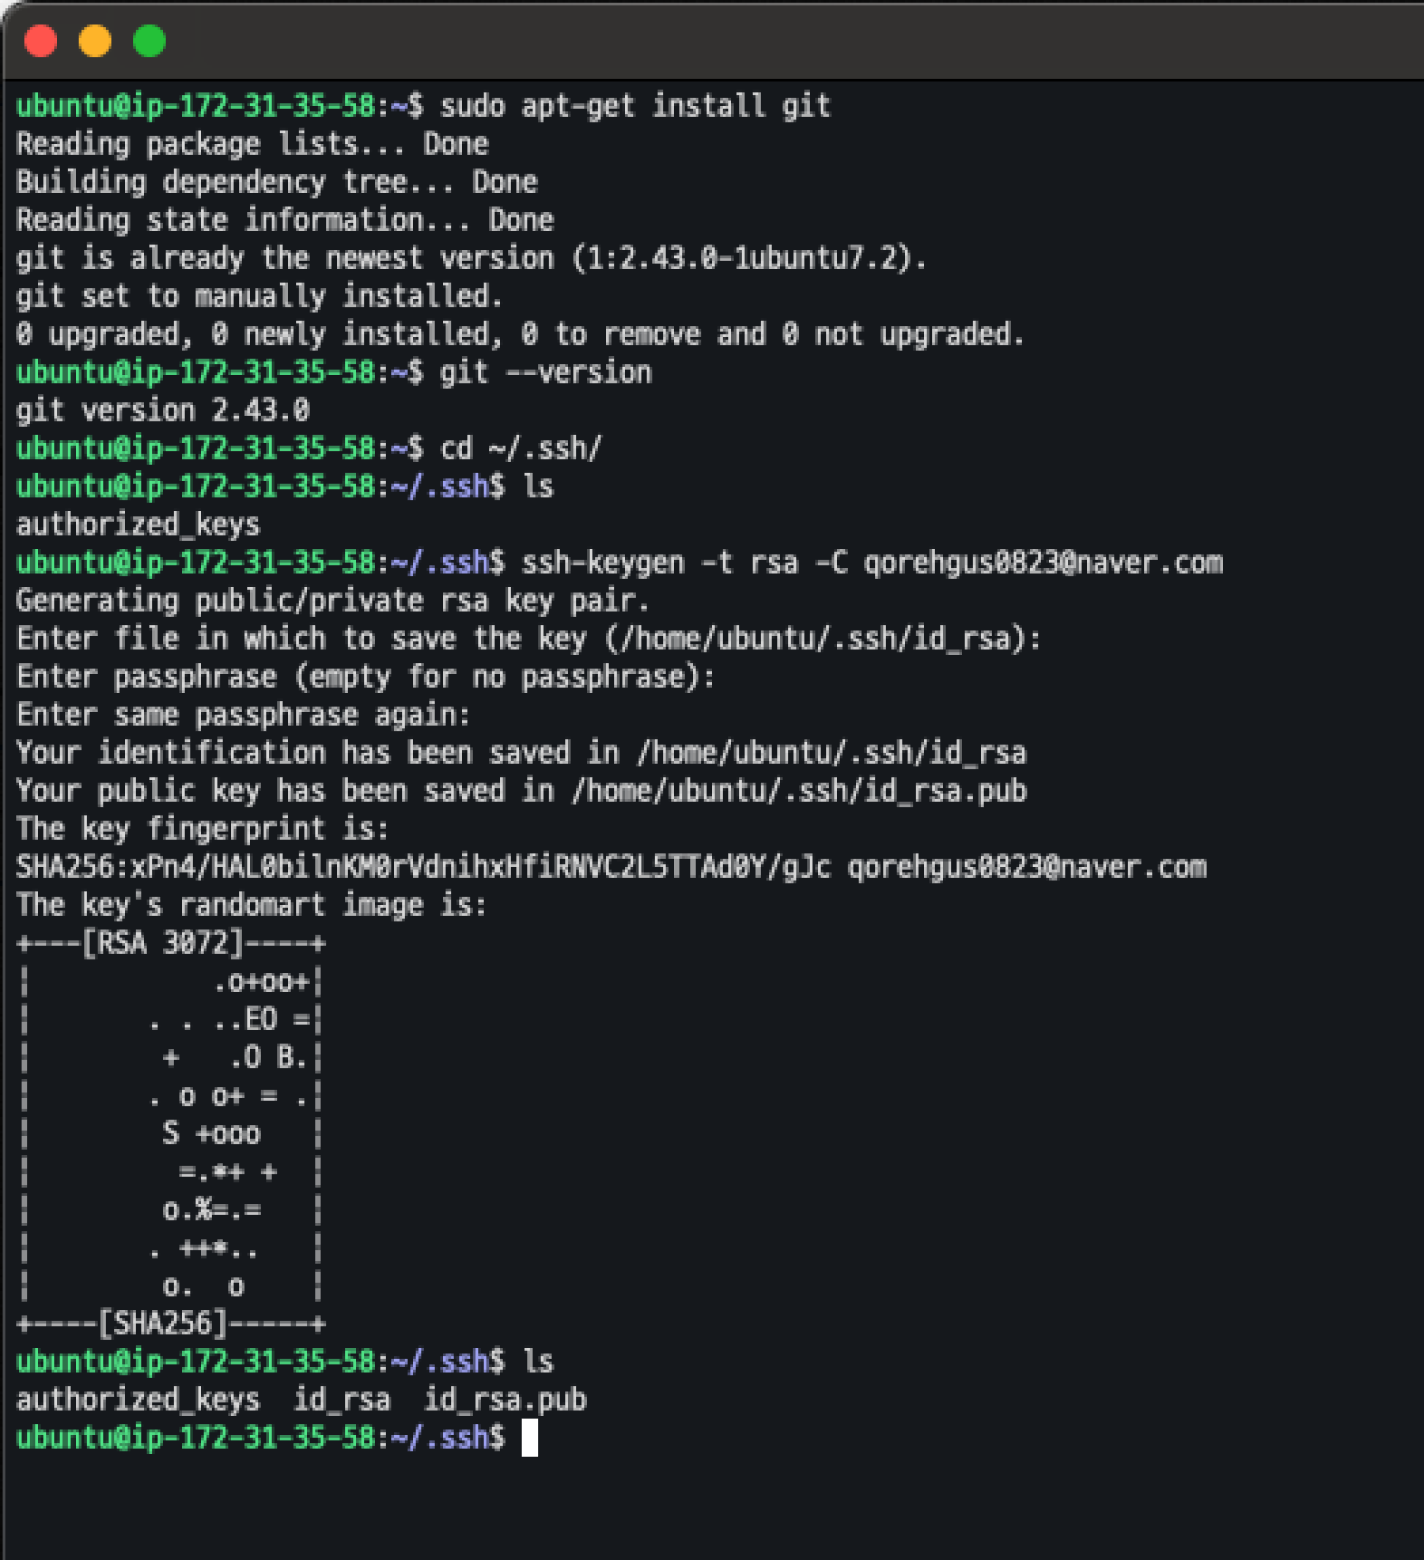 ubuntu@ip-172-31-35-58:~$ sudo apt-get install git
Reading package lists... Done
Building dependency tree... Done
Reading state information... Done
git is already the newest version (1:2.43.0-1ubuntu7.2).
git set to manually installed.
0 upgraded, 0 newly installed, 0 to remove and 0 not upgraded.
ubuntu@ip-172-31-35-58:~$ git --version
git version 2.43.0
ubuntu@ip-172-31-35-58:~$ cd ~/.ssh/
ubuntu@ip-172-31-35-58:~/.ssh$ ls
authorized_keys
ubuntu@ip-172-31-35-58:~/.ssh$ ssh-keygen -t rsa -C qorehgus0823@naver.com
Generating public/private rsa key pair.
Enter file in which to save the key (/home/ubuntu/.ssh/id_rsa):
Enter passphrase (empty for no passphrase):
Enter same passphrase again:
Your identification has been saved in /home/ubuntu/.ssh/id_rsa
Your public key has been saved in /home/ubuntu/.ssh/id_rsa.pub
The key fingerprint is:
SHA256:xPn4/HAL0bilnKM0rVdnihxHfiRNVC2L5TTAd0Y/gJc qorehgus0823@naver.com
The key's randomart image is:
+---[RSA 3072]----+
|            .o+oo+|
|        . . ..EO =|
|         +   .O B.|
|        . o o+ = .|
|         S +ooo   |
|          =.*+ +  |
|         o.%=.=   |
|        . ++*..   |
|         o.  o    |
+----[SHA256]-----+
ubuntu@ip-172-31-35-58:~/.ssh$ ls
authorized_keys  id_rsa  id_rsa.pub
ubuntu@ip-172-31-35-58:~/.ssh$